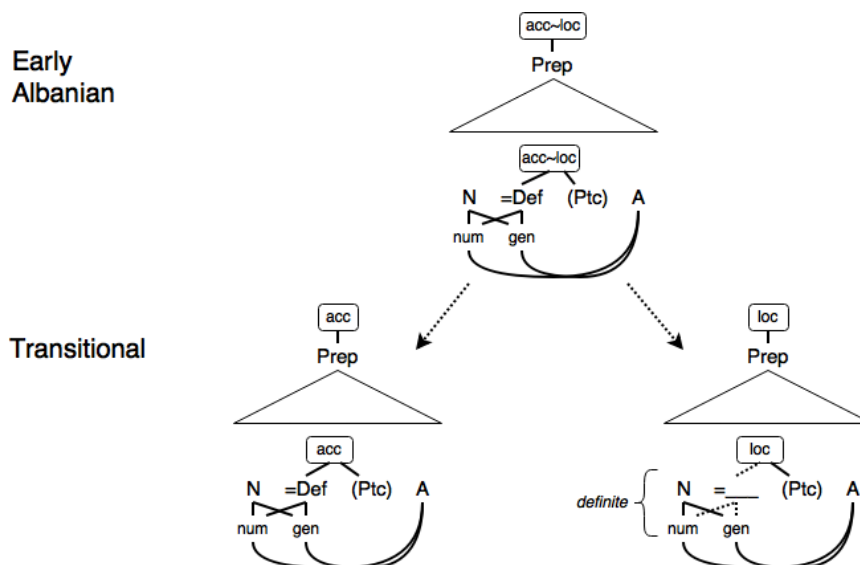 acc~loc
Early
Albanian
Prep
acc~loc
N =Def (Ptc) A
num gen
Transitional
acc loc
Prep Prep
acc loc
N =Def (Ptc) A definite N =___ (Ptc) A
num gen num gen